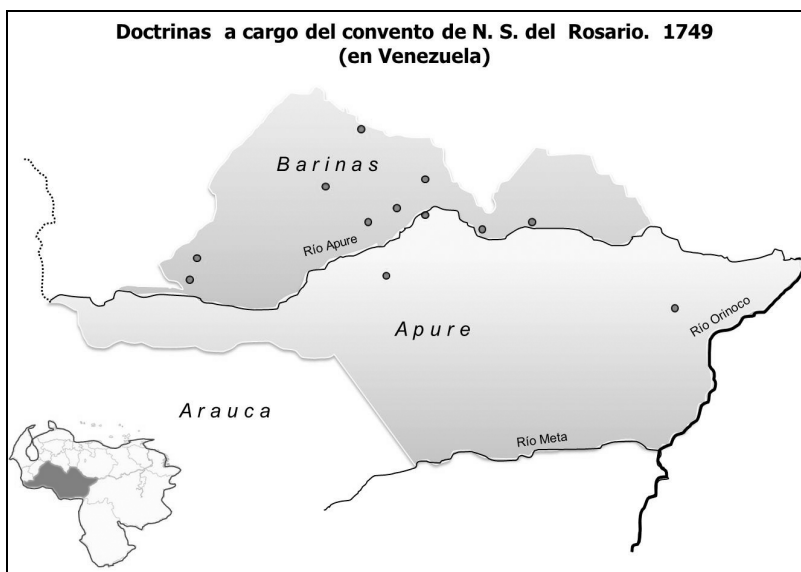 Doctrinas a cargo del convento de N. S. del Rosario. 1749
(en Venezuela)
Barinas
Río Apure
Apure
Río Orinoco
Arauca
Río Meta